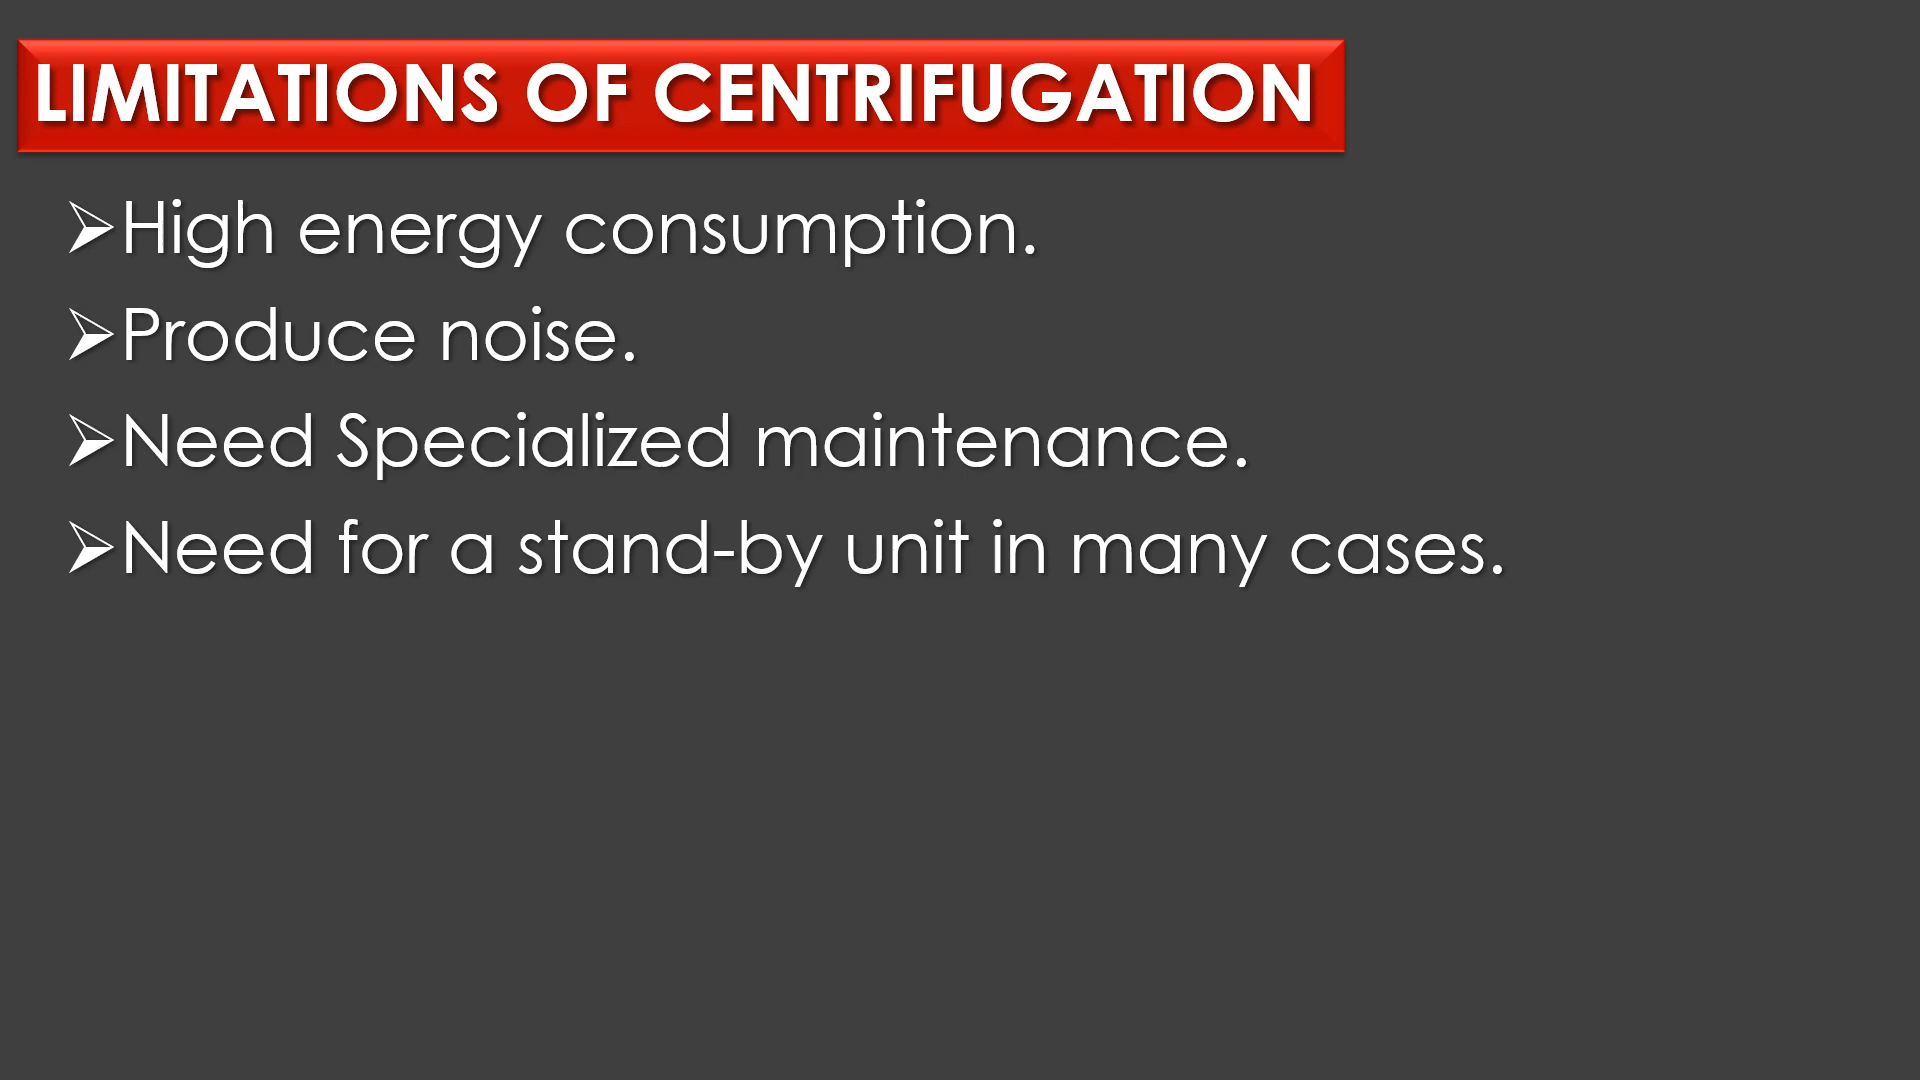 LIMITATIONS OF CENTRIFUGATION
➢High energy consumption.
➢Produce noise.
➢Need Specialized maintenance.
➢Need for a stand-by unit in many cases.